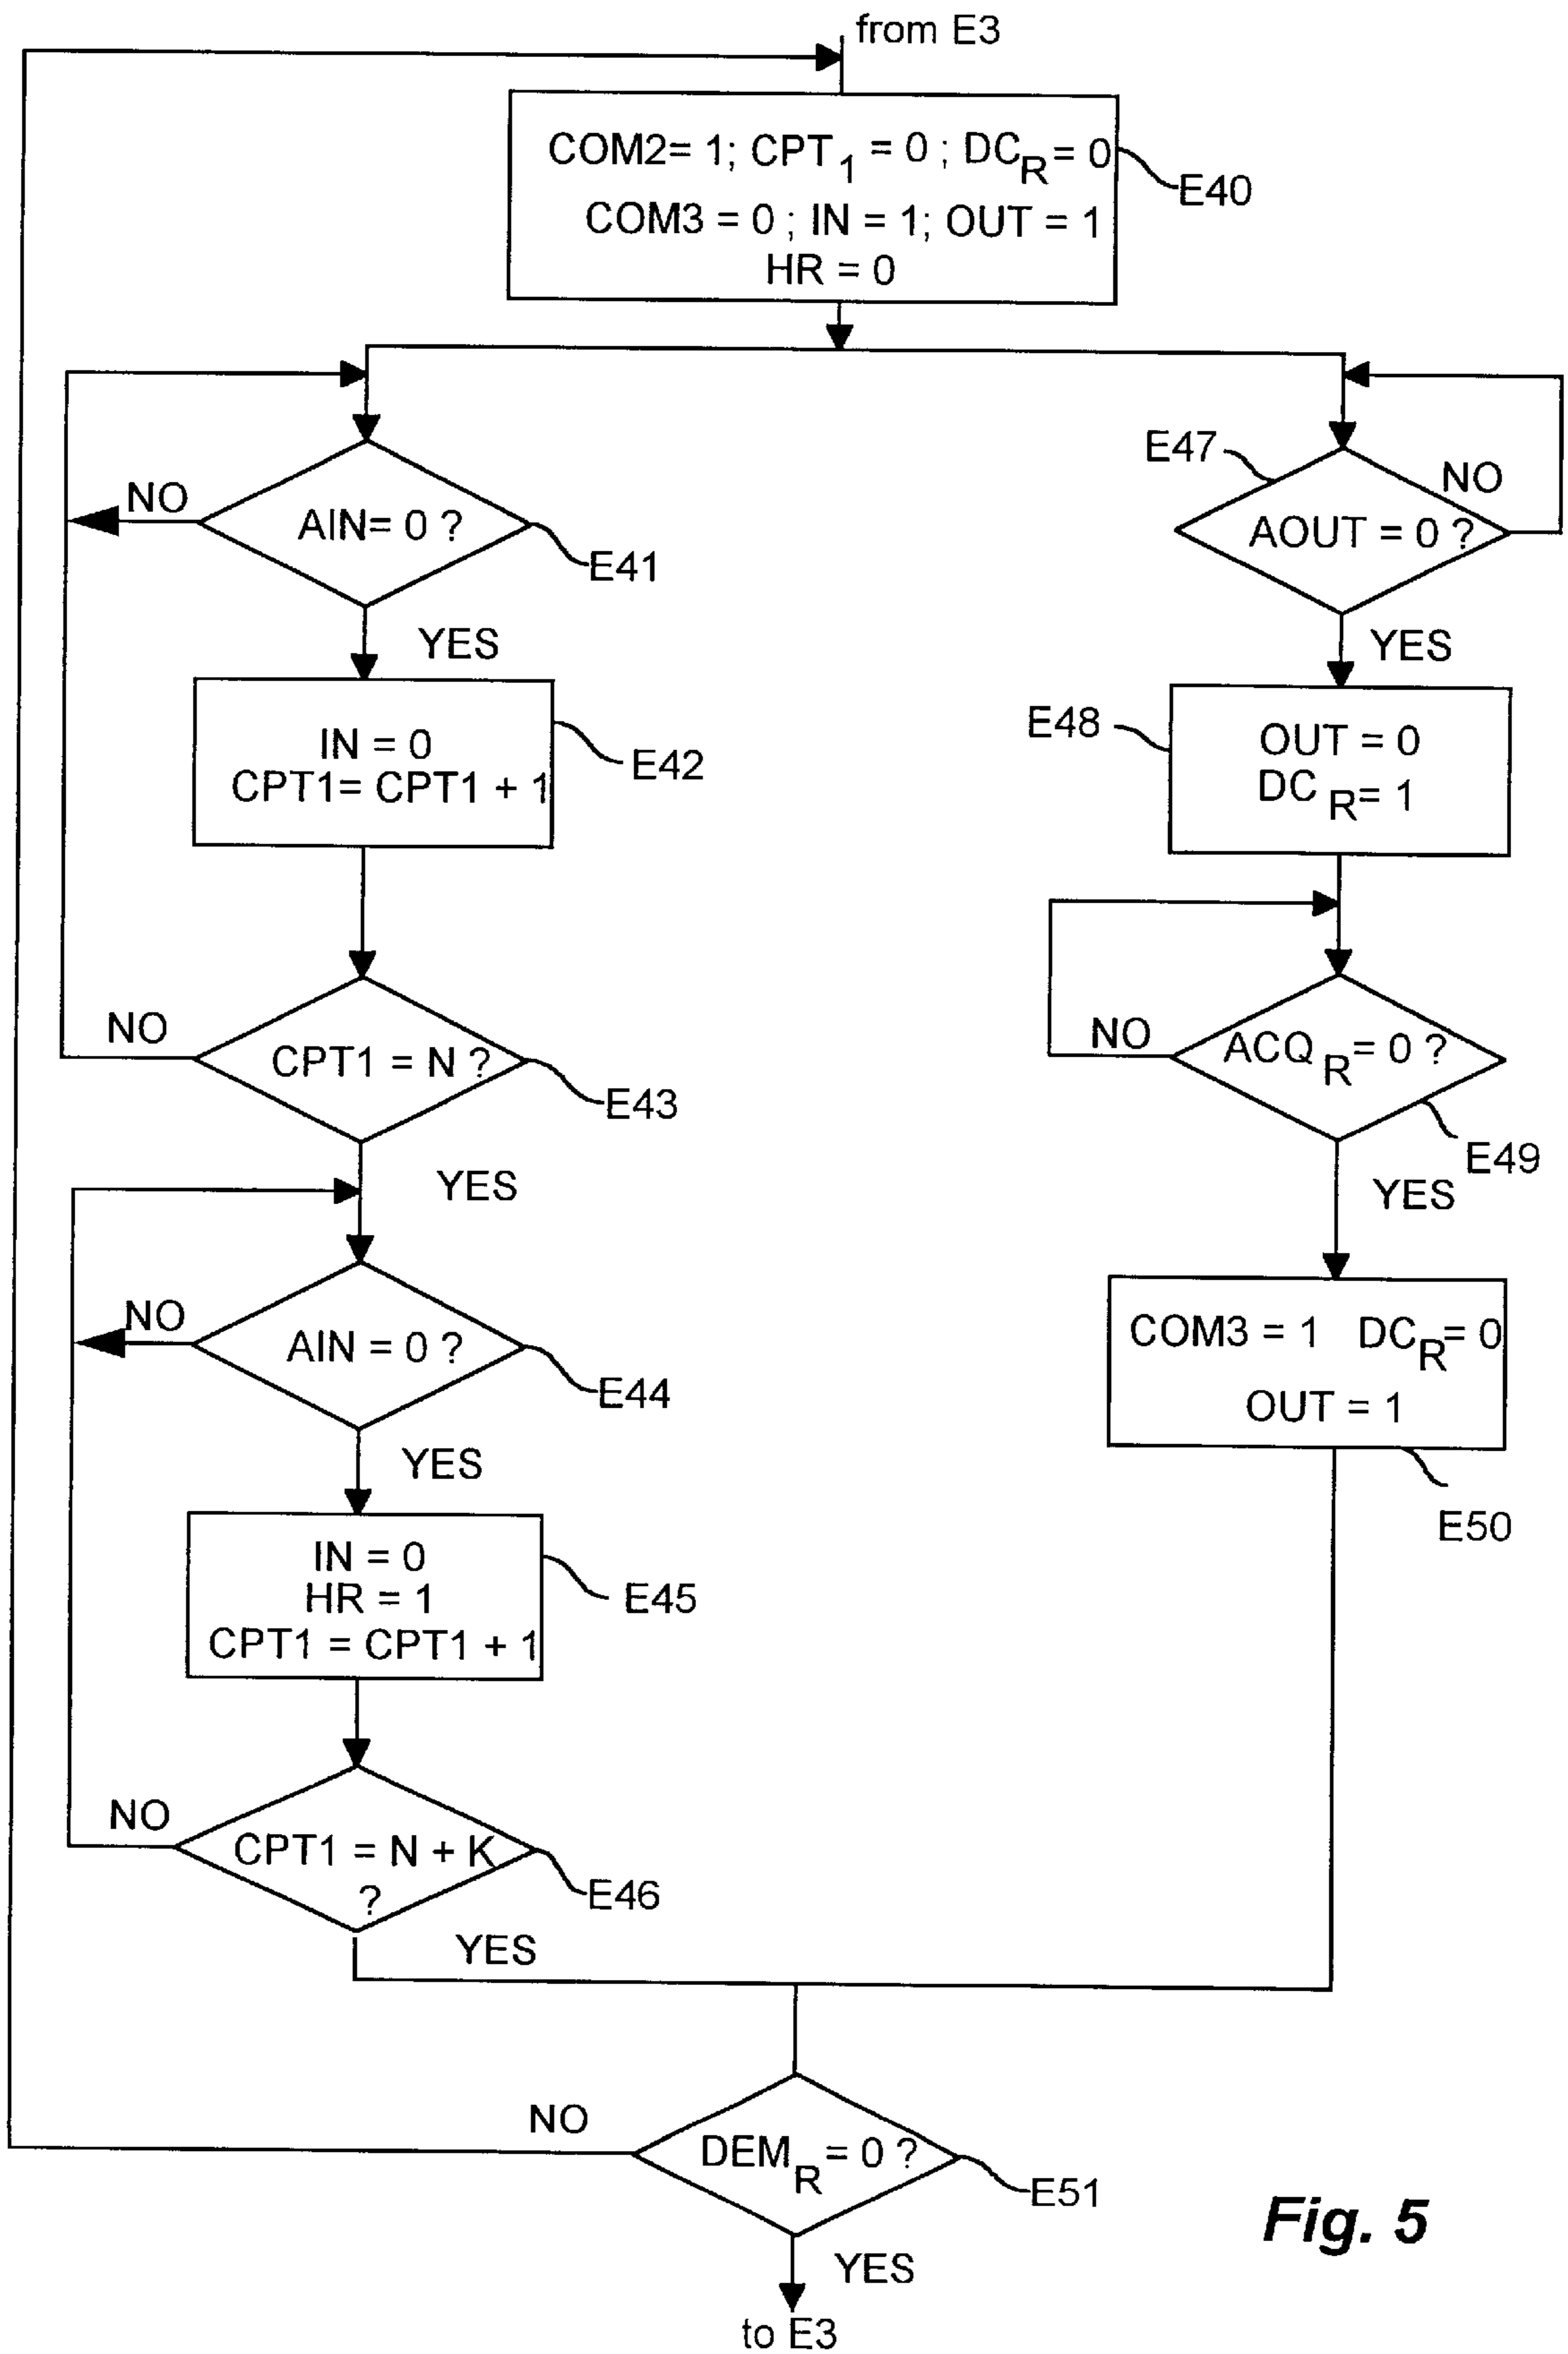 from E3
COM2= 1; CPT1 = 0 ; DCR= 0
COM3 = 0 ; IN = 1; OUT = 1
HR = 0
E40
AIN= 0 ?
NO
E41
YES
IN = 0
CPT1= CPT1 + 1
E42
CPT1 = N ?
NO
E43
YES
AIN = 0 ?
NO
E44
YES
IN = 0
HR = 1
CPT1 = CPT1 + 1
E45
CPT1 = N + K
?
NO
E46
YES
E47
AOUT = 0 ?
NO
YES
E48
OUT = 0
DC R= 1
ACQ R= 0 ?
NO
E49
YES
COM3 = 1 DCR= 0
OUT = 1
E50
DEMR = 0 ?
NO
E51
YES
to E3
Fig. 5